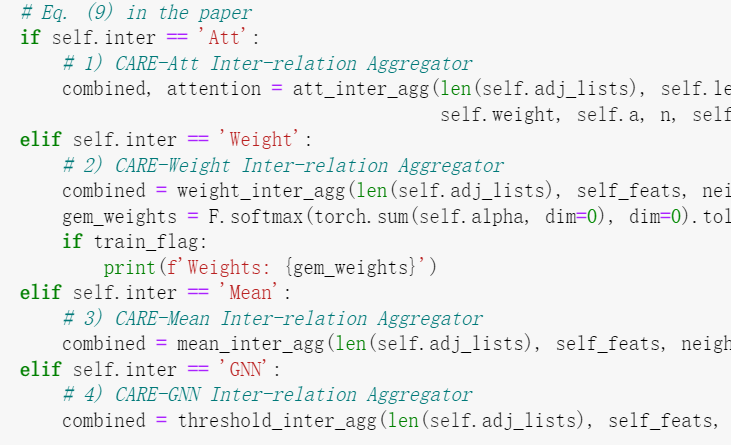 # Eq. (9) in the paper
if self.inter == 'Att':
# 1) CARE-Att Inter-relation Aggregator
combined, attention = att_inter_agg(len(self.adj_lists), self.le
self.weight, self.a, n, self
elif self.inter == 'Weight':
# 2) CARE-Weight Inter-relation Aggregator
combined = weight_inter_agg(len(self.adj_lists), self_feats, nei
gem_weights = F.softmax(torch.sum(self.alpha, dim=0), dim=0).tol
if train_flag:
print(f'Weights: {gem_weights}')
elif self.inter == 'Mean':
# 3) CARE-Mean Inter-relation Aggregator
combined = mean_inter_agg(len(self.adj_lists), self_feats, neigh
elif self.inter == 'GNN':
# 4) CARE-GNN Inter-relation Aggregator
combined = threshold_inter_agg(len(self.adj_lists), self_feats,